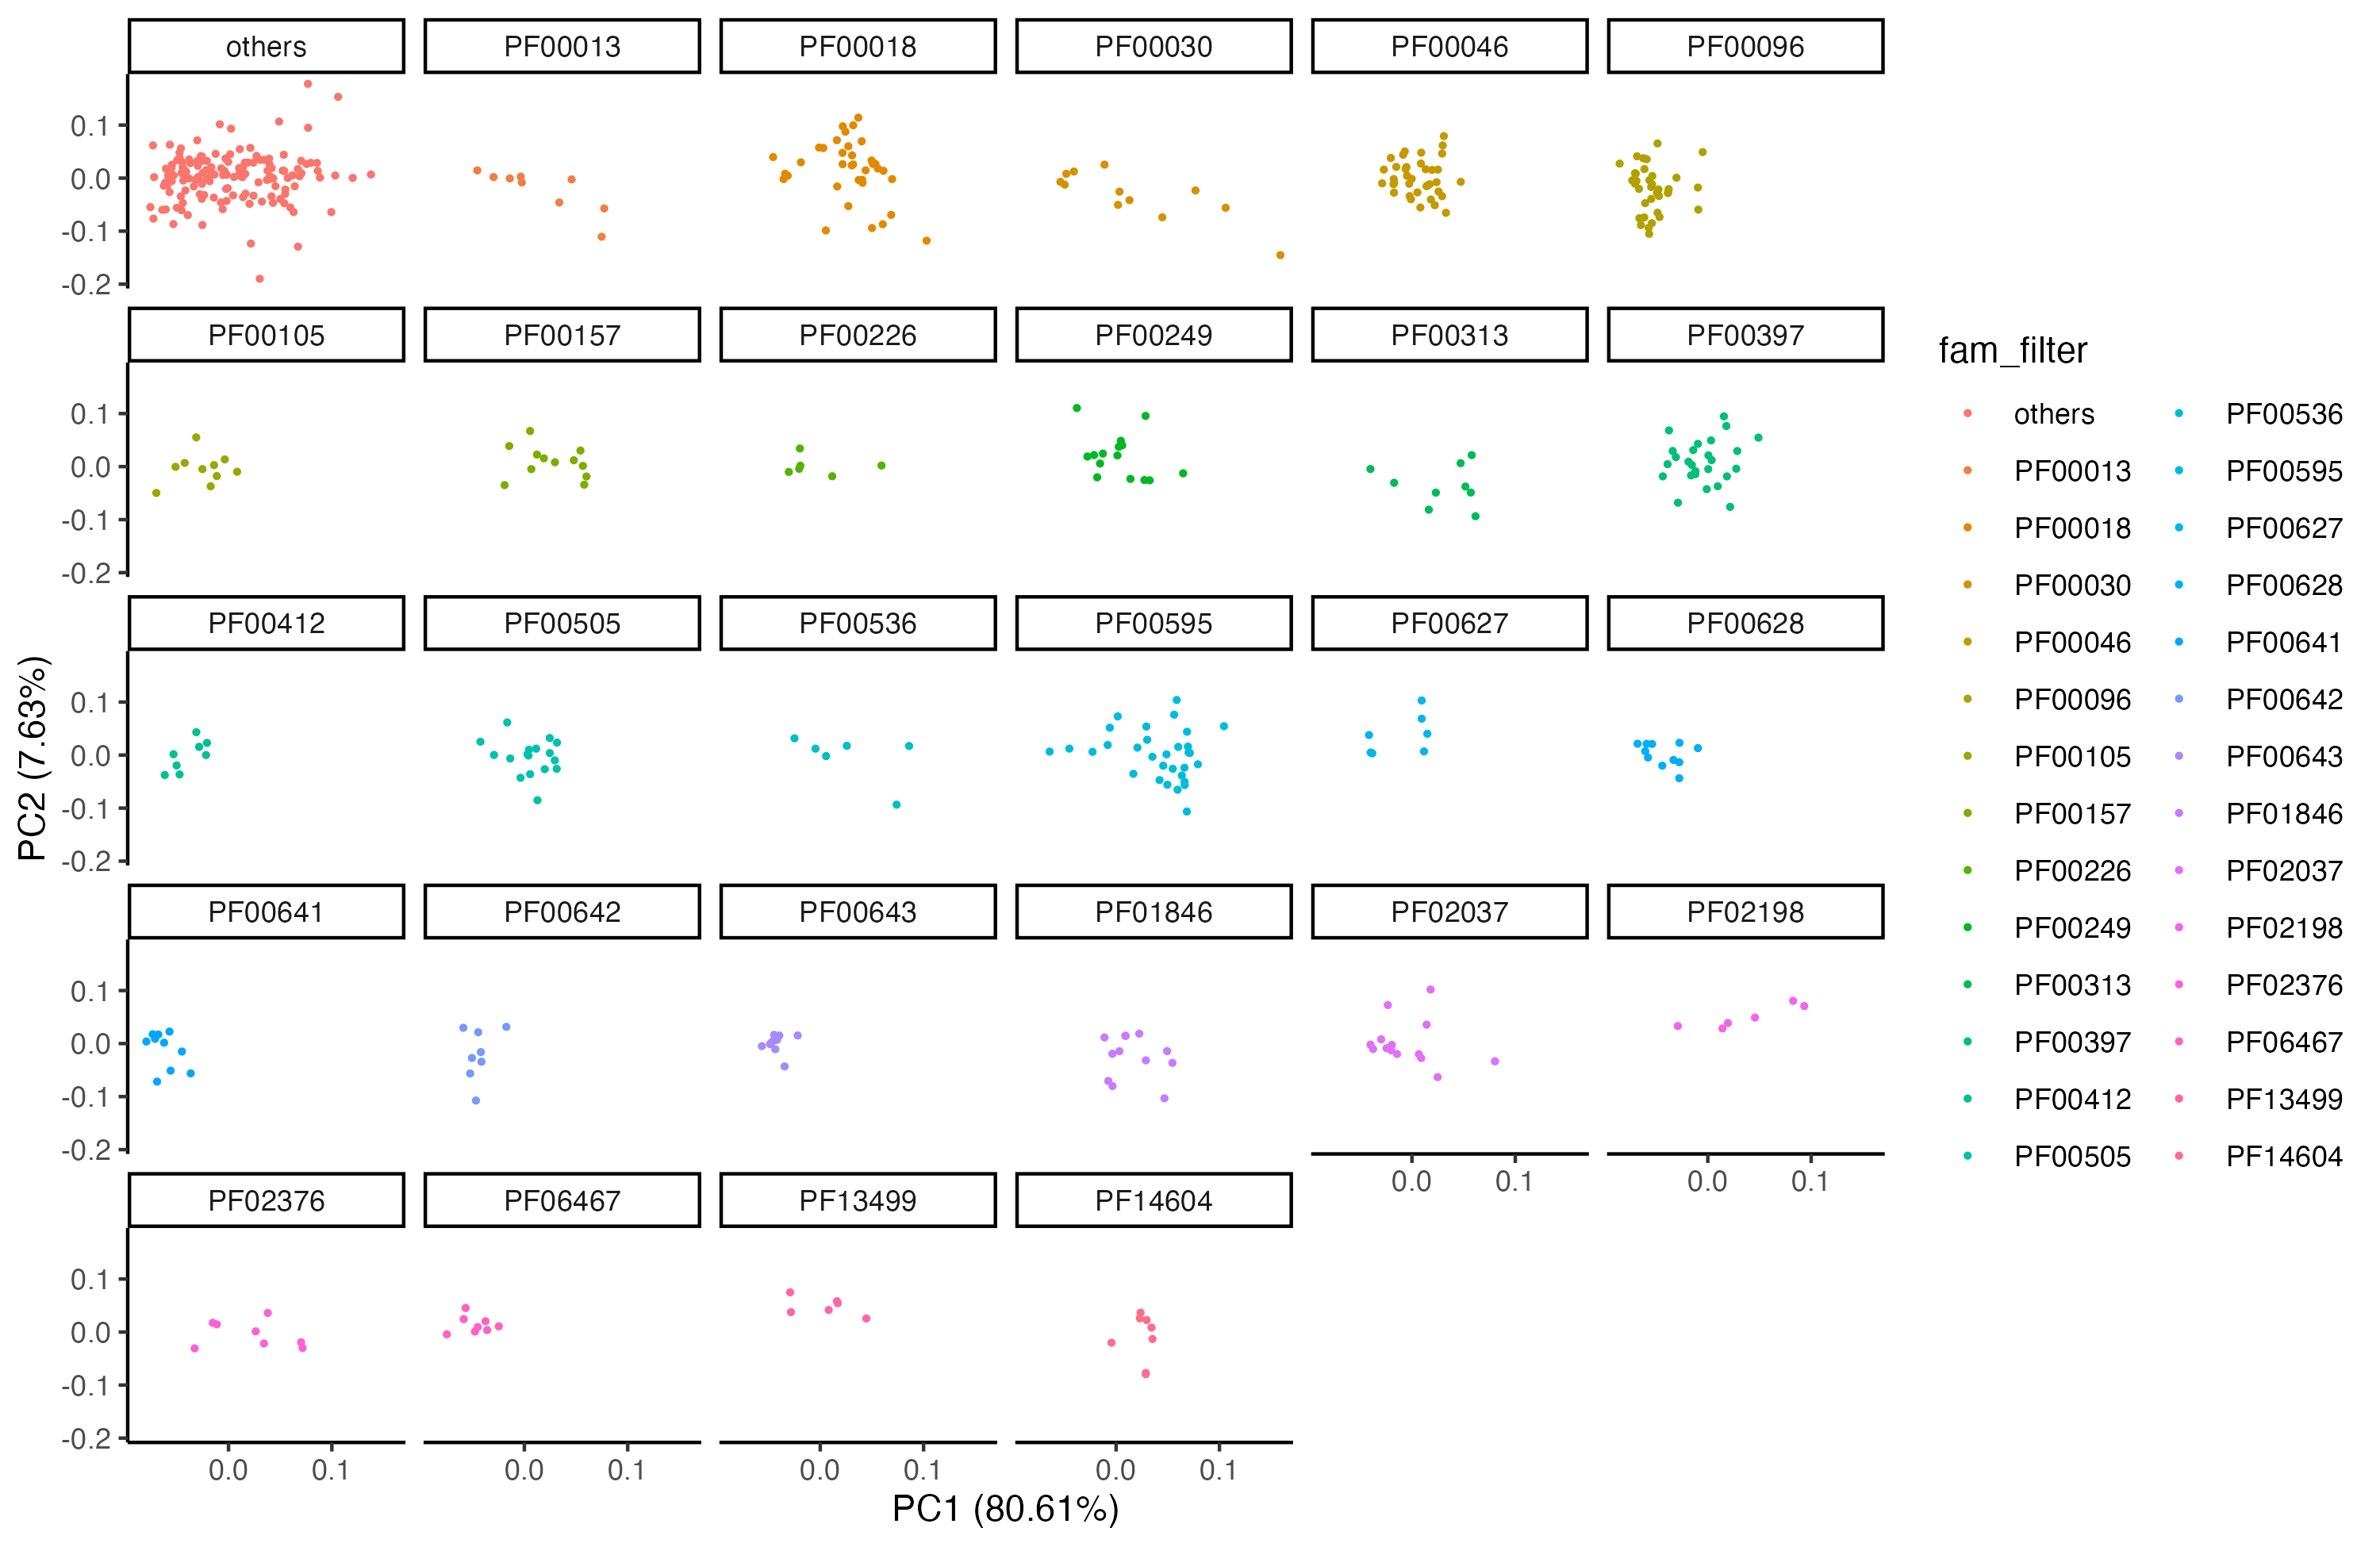 others PF00013 PF00018 PF00030 PF00046 PF00096
0.1
0.0
-0.1
-0.2
PF00105 PF00157 PF00226 PF00249 PF00313 PF00397
0.1
0.0
-0.1
-0.2
PF00412 PF00505 PF00536 PF00595 PF00627 PF00628
0.1
0.0
-0.1
-0.2
PF00641 PF00642 PF00643 PF01846 PF02037 PF02198
0.1
0.0
-0.1
-0.2
0.0 0.1 0.0 0.1
PF02376 PF06467 PF13499 PF14604
0.1
0.0
-0.1
-0.2
0.0 0.1 0.0 0.1 0.0 0.1 0.0 0.1
PC1 (80.61%)
PC2 (7.63%)
fam_filter
others PF00536
PF00013 PF00595
PF00018 PF00627
PF00030 PF00628
PF00046 PF00641
PF00096 PF00642
PF00105 PF00643
PF00157 PF01846
PF00226 PF02037
PF00249 PF02198
PF00313 PF02376
PF00397 PF06467
PF00412 PF13499
PF00505 PF14604